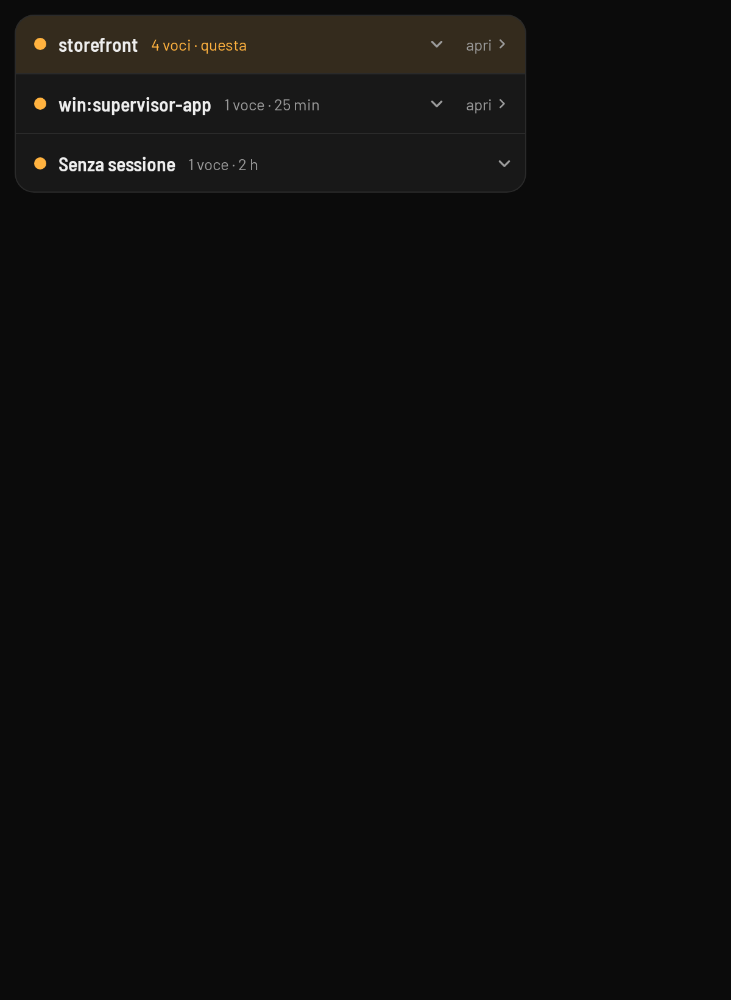 storefront 4 voci · questa apri
win:supervisor-app 1 voce · 25 min apri
Senza sessione 1 voce · 2 h